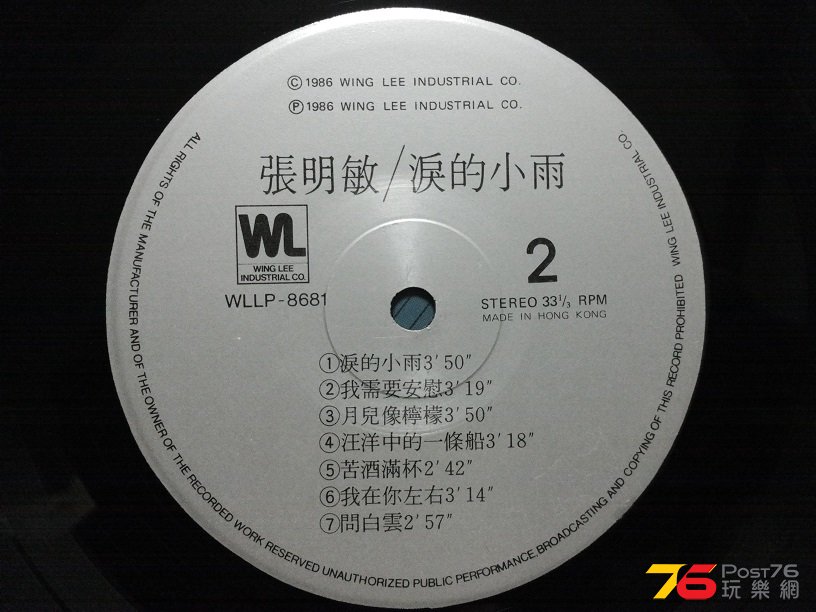 Ⓒ 1986 WING LEE INDUSTRIAL CO.
Ⓟ 1986 WING LEE INDUSTRIAL CO.
張明敏/淚的小雨
WL
WING LEE
INDUSTRIAL CO.
WLLP-8681
2
STEREO 33 1/3 RPM
MADE IN HONG KONG
①淚的小雨3'50"
②我需要安慰3'19"
③月兒像檸檬3'50"
④汪洋中的一條船3'18"
⑤苦酒滿杯2'42"
⑥我在你左右3'14"
⑦問白雲2'57"
ALL RIGHTS OF THE MANUFACTURER AND OF THE OWNER OF THE RECORDED WORK RESERVED UNAUTHORIZED PUBLIC PERFORMANCE, BROADCASTING AND COPYING OF THIS RECORD PROHIBITED WING LEE INDUSTRIAL CO.
76 POST76
玩樂網